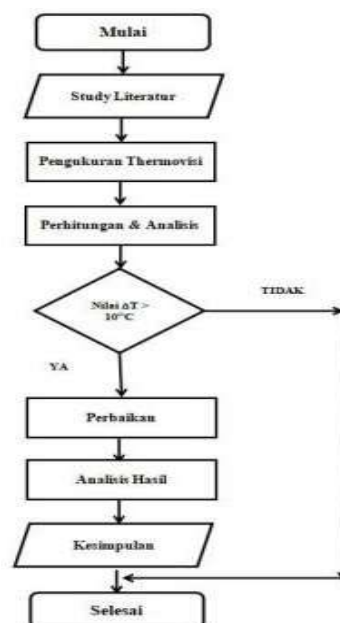 Mulai
Study Literatur
Pengukuran Thermovisi
Perhitungan & Analisis
Nilai ΔT >
10°C
TIDAK
YA
Perbaikan
Analisis Hasil
Kesimpulan
Selesai